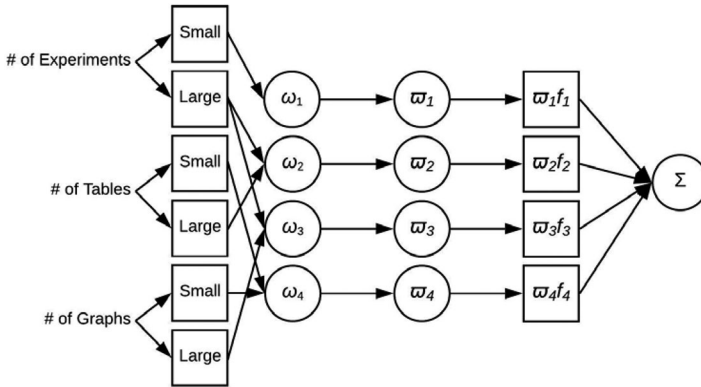 # of Experiments
Small
Large
# of Tables
Small
Large
# of Graphs
Small
Large
ω₁
ω₂
ω₃
ω₄
ϖ₁
ϖ₂
ϖ₃
ϖ₄
ϖ₁f₁
ϖ₂f₂
ϖ₃f₃
ϖ₄f₄
Σ